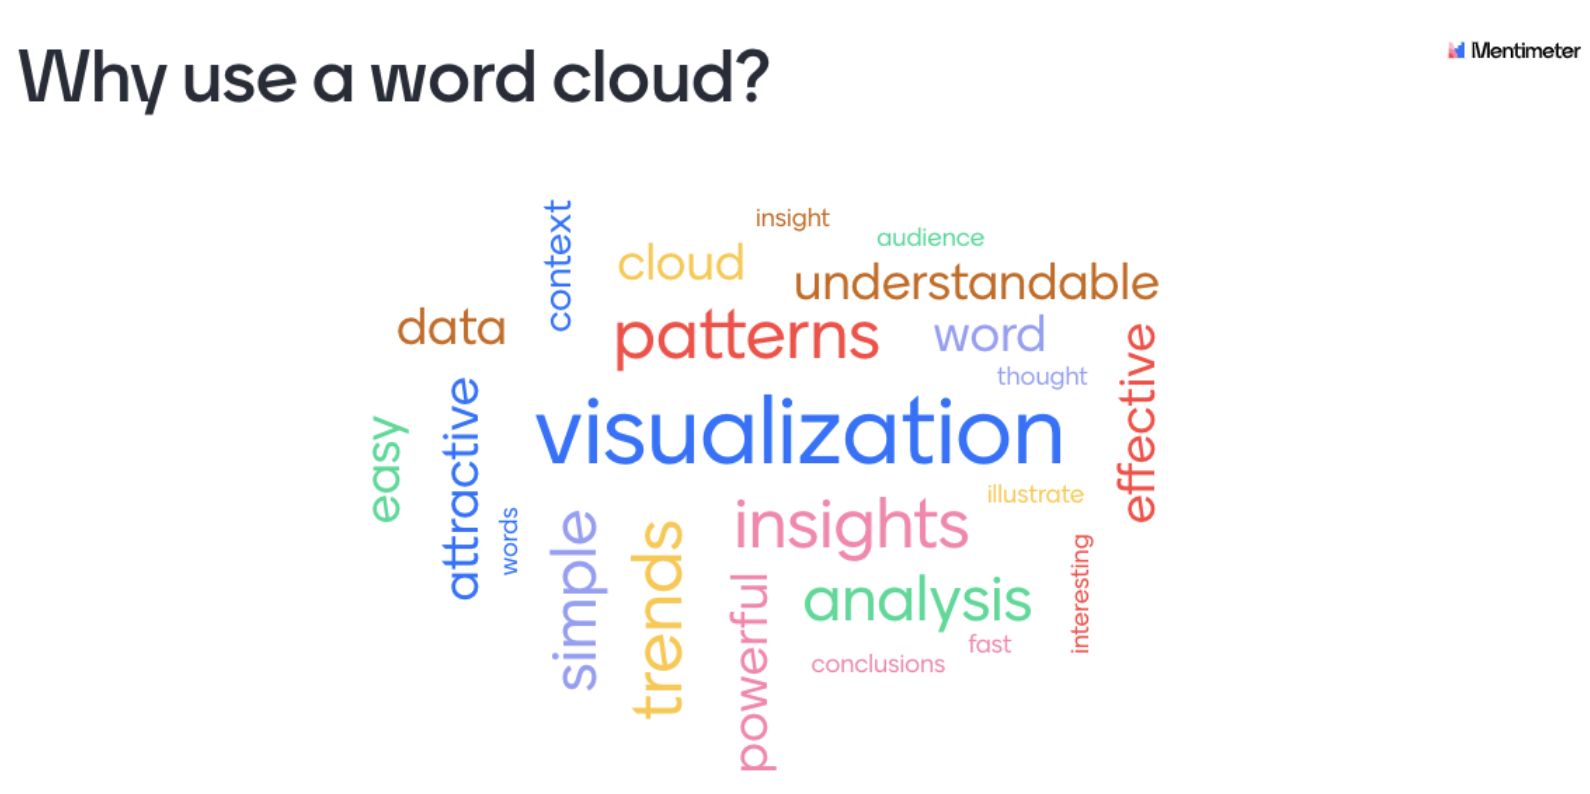 Why use a word cloud?
Mentimeter
context
insight
audience
cloud
understandable
data
patterns
word
thought
effective
easy
attractive
visualization
words
simple
trends
insights
illustrate
powerful
analysis
interesting
fast
conclusions